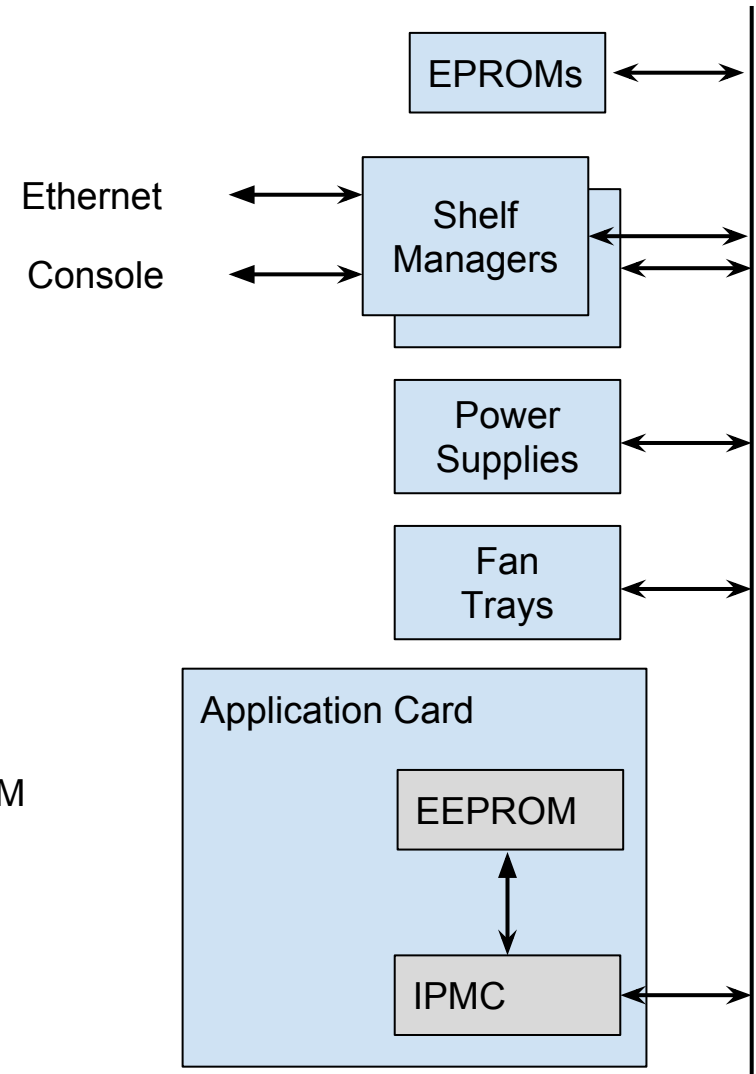 EPROMs
Ethernet
Console
Shelf
Managers
Power
Supplies
Fan
Trays
Application Card
M
EEPROM
IPMC